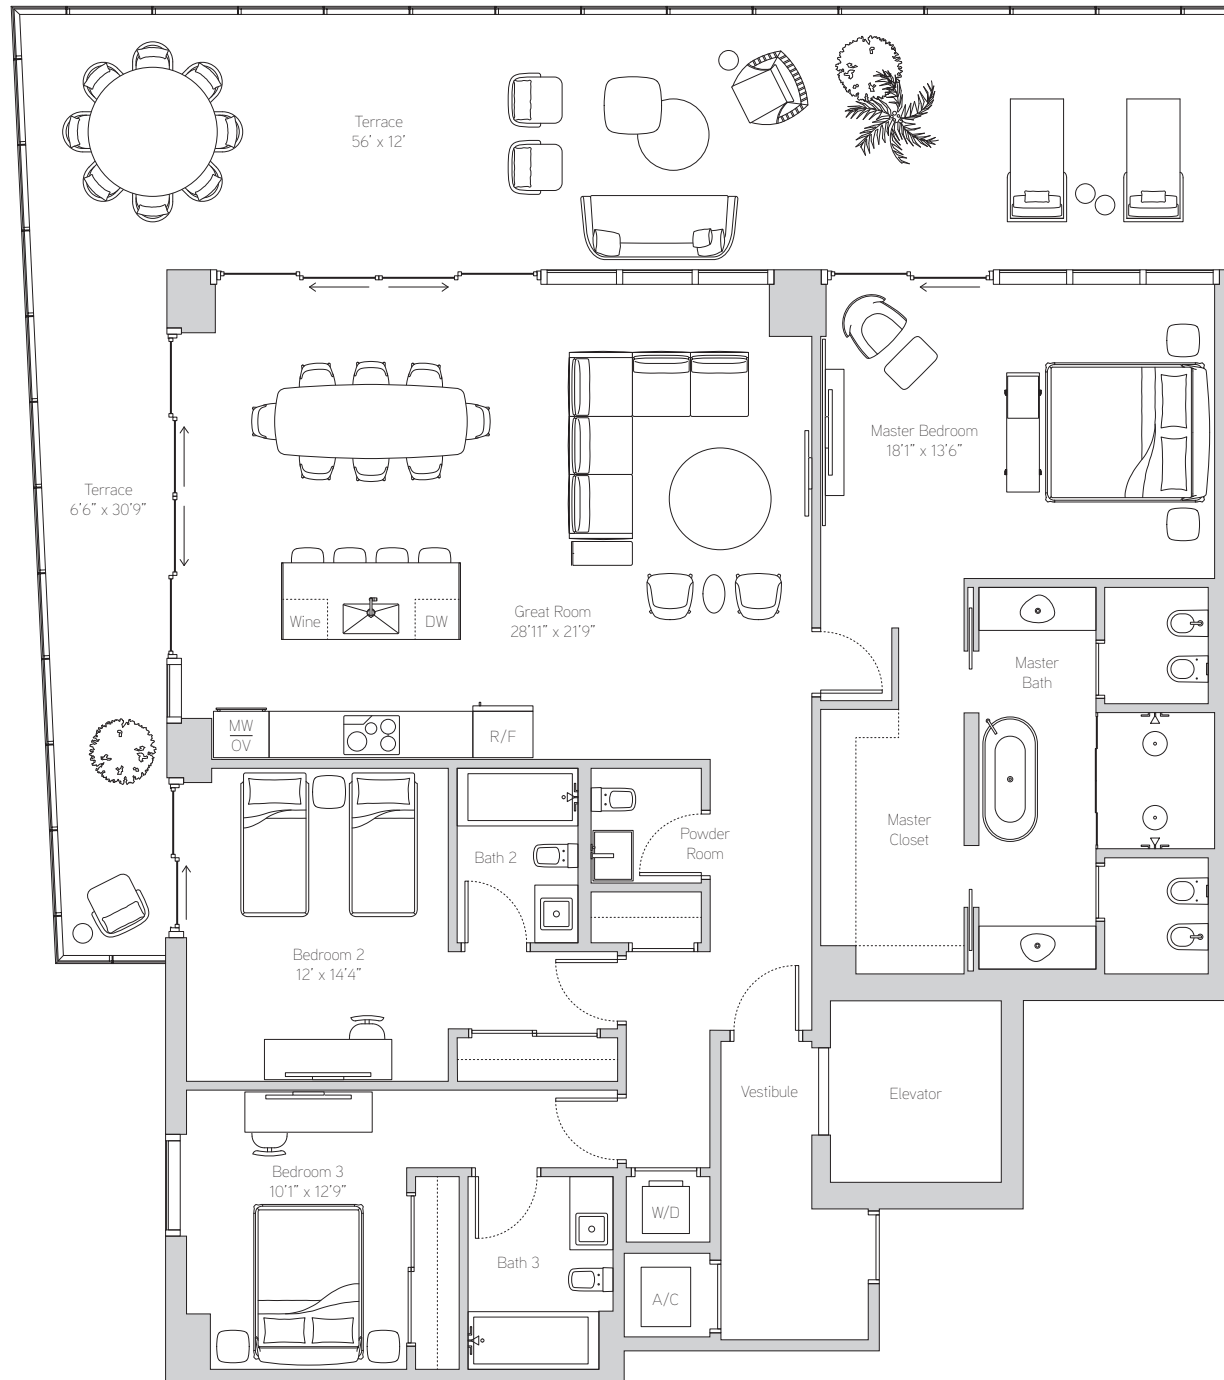 Terrace
56' x 12'
Master Bedroom
18'1" x 13'6"
Terrace
6'6" x 30'9"
Great Room
28'11" x 21'9"
Wine
DW
Master
Bath
MW
OV
R/F
Master
Closet
Powder
Room
Bath 2
Bedroom 2
12' x 14'4"
Vestibule
Elevator
Bedroom 3
10'1" x 12'9"
W/D
Bath 3
A/C